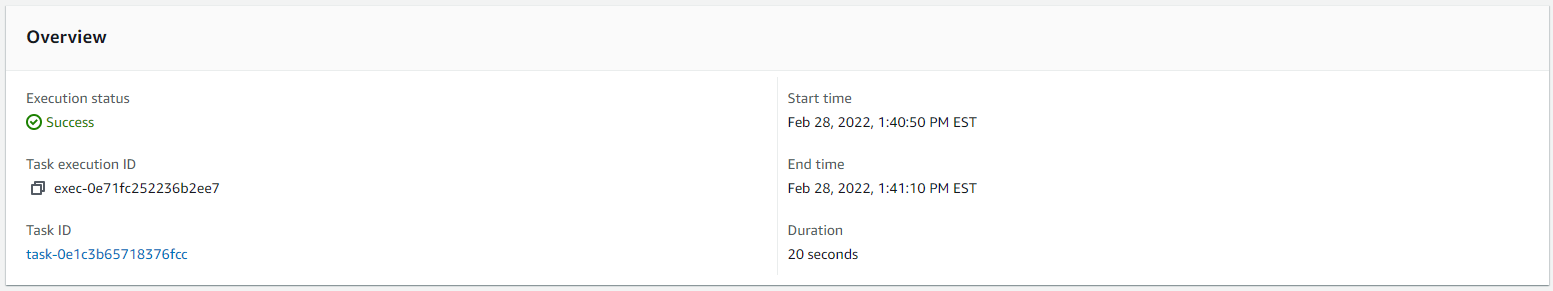 Overview
Execution status
Success
Task execution ID
exec-0e71fc252236b2ee7
Task ID
task-0e1c3b65718376fcc
Start time
Feb 28, 2022, 1:40:50 PM EST
End time
Feb 28, 2022, 1:41:10 PM EST
Duration
20 seconds